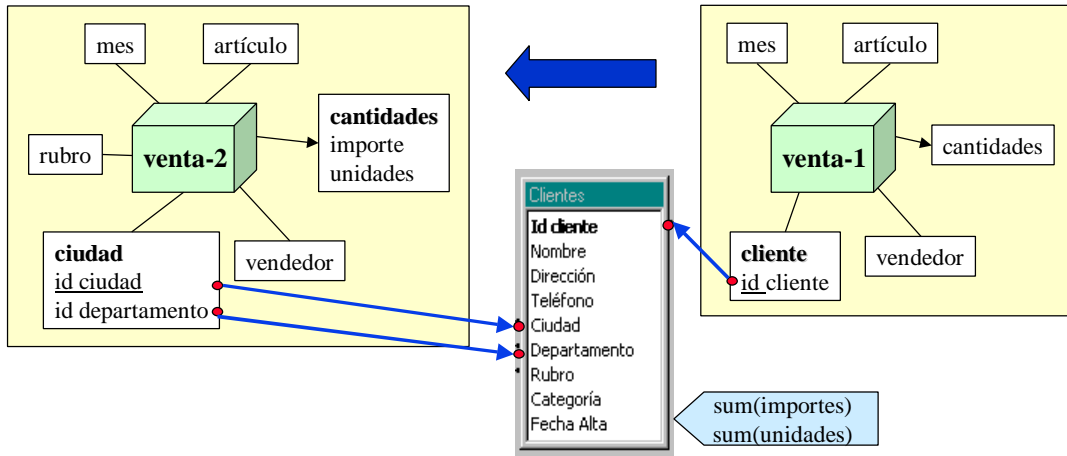 mes
artículo
cantidades
importe
unidades
rubro
venta-2
ciudad
id ciudad
id departamento
vendedor
Clientes
Id cliente
Nombre
Dirección
Teléfono
Ciudad
Departamento
Rubro
Categoría
Fecha Alta
sum(importes)
sum(unidades)
mes
artículo
venta-1
cantidades
cliente
id cliente
vendedor